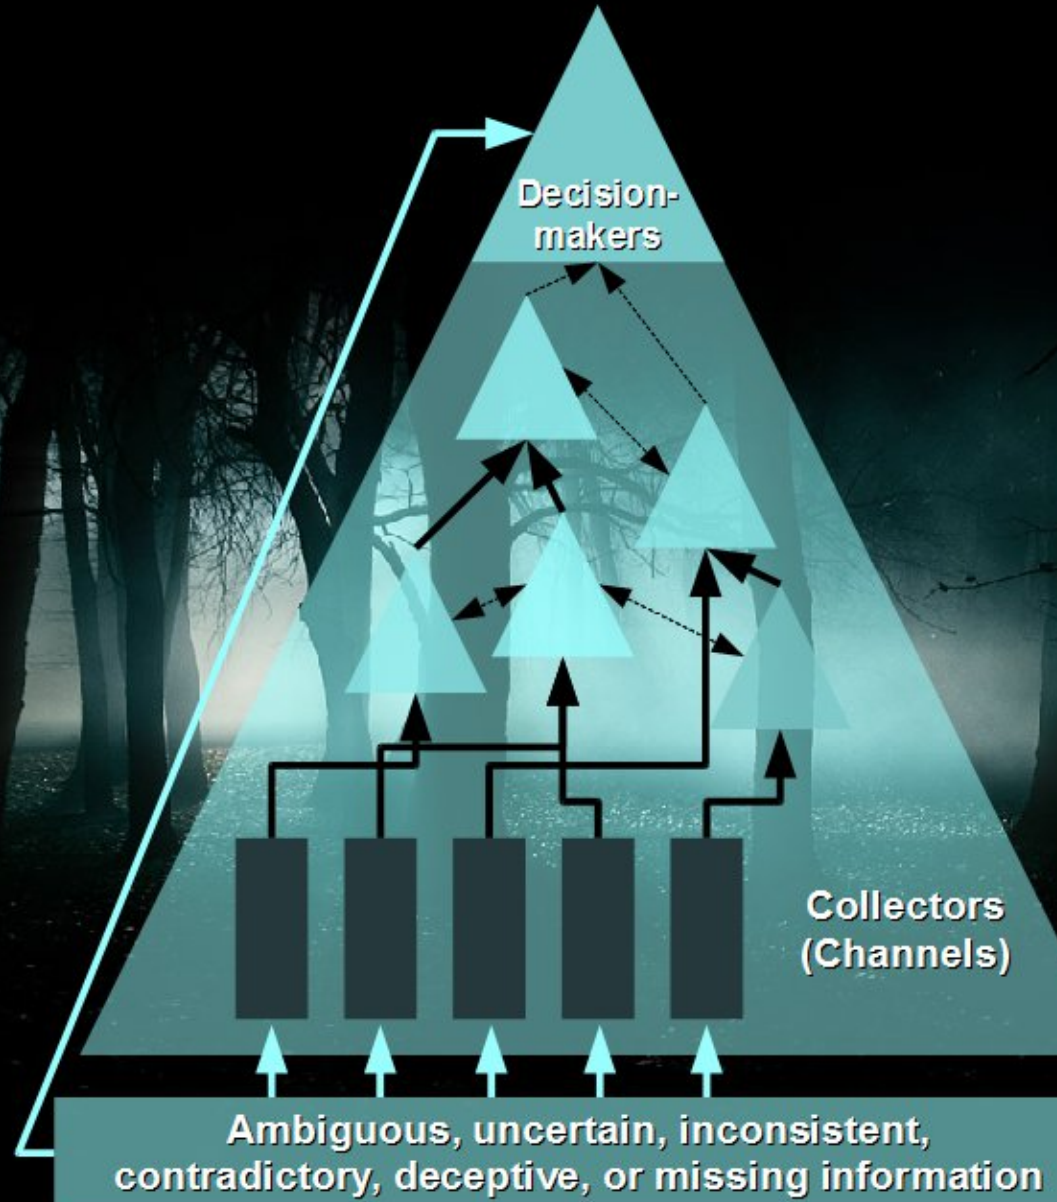 Decision-
makers
Collectors
(Channels)
Ambiguous, uncertain, inconsistent,
contradictory, deceptive, or missing information